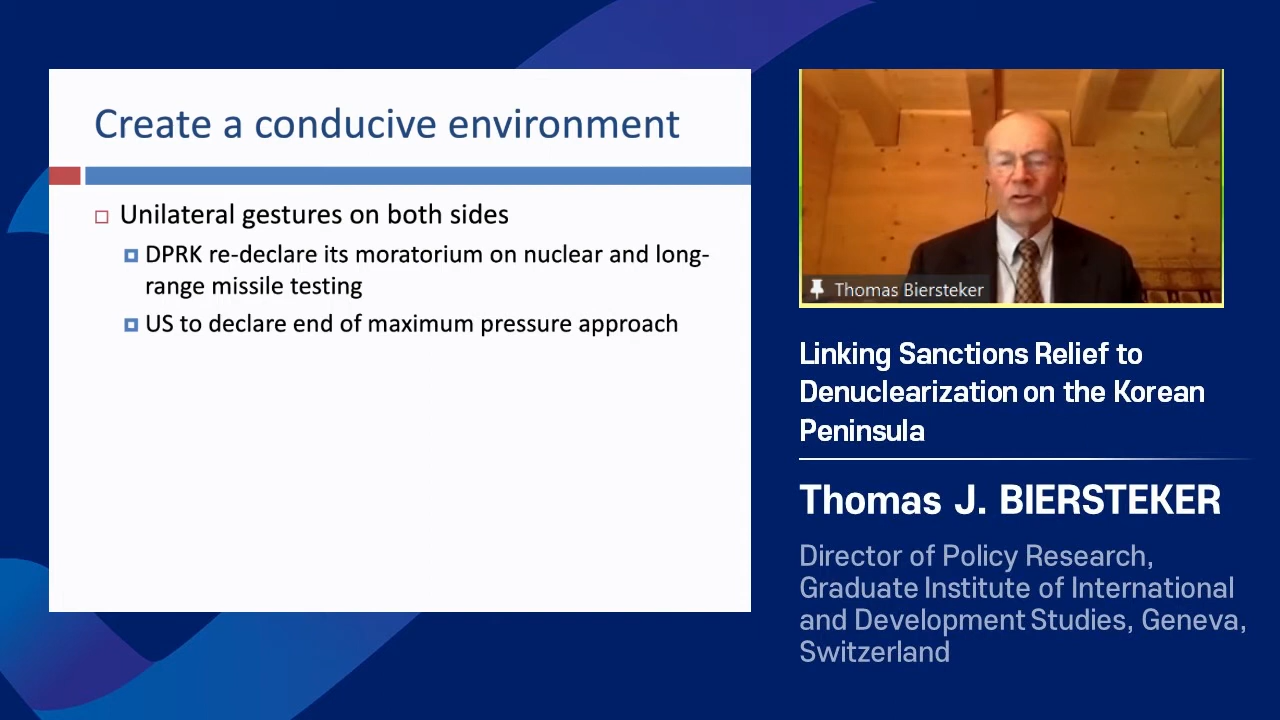 Create a conducive environment
Unilateral gestures on both sides
DPRK re-declare its moratorium on nuclear and long-
range missile testing
US to declare end of maximum pressure approach
Thomas Biersteker
Linking Sanctions Relief to
Denuclearization on the Korean
Peninsula
Thomas J. BIERSTEKER
Director of Policy Research,
Graduate Institute of International
and Development Studies, Geneva,
Switzerland